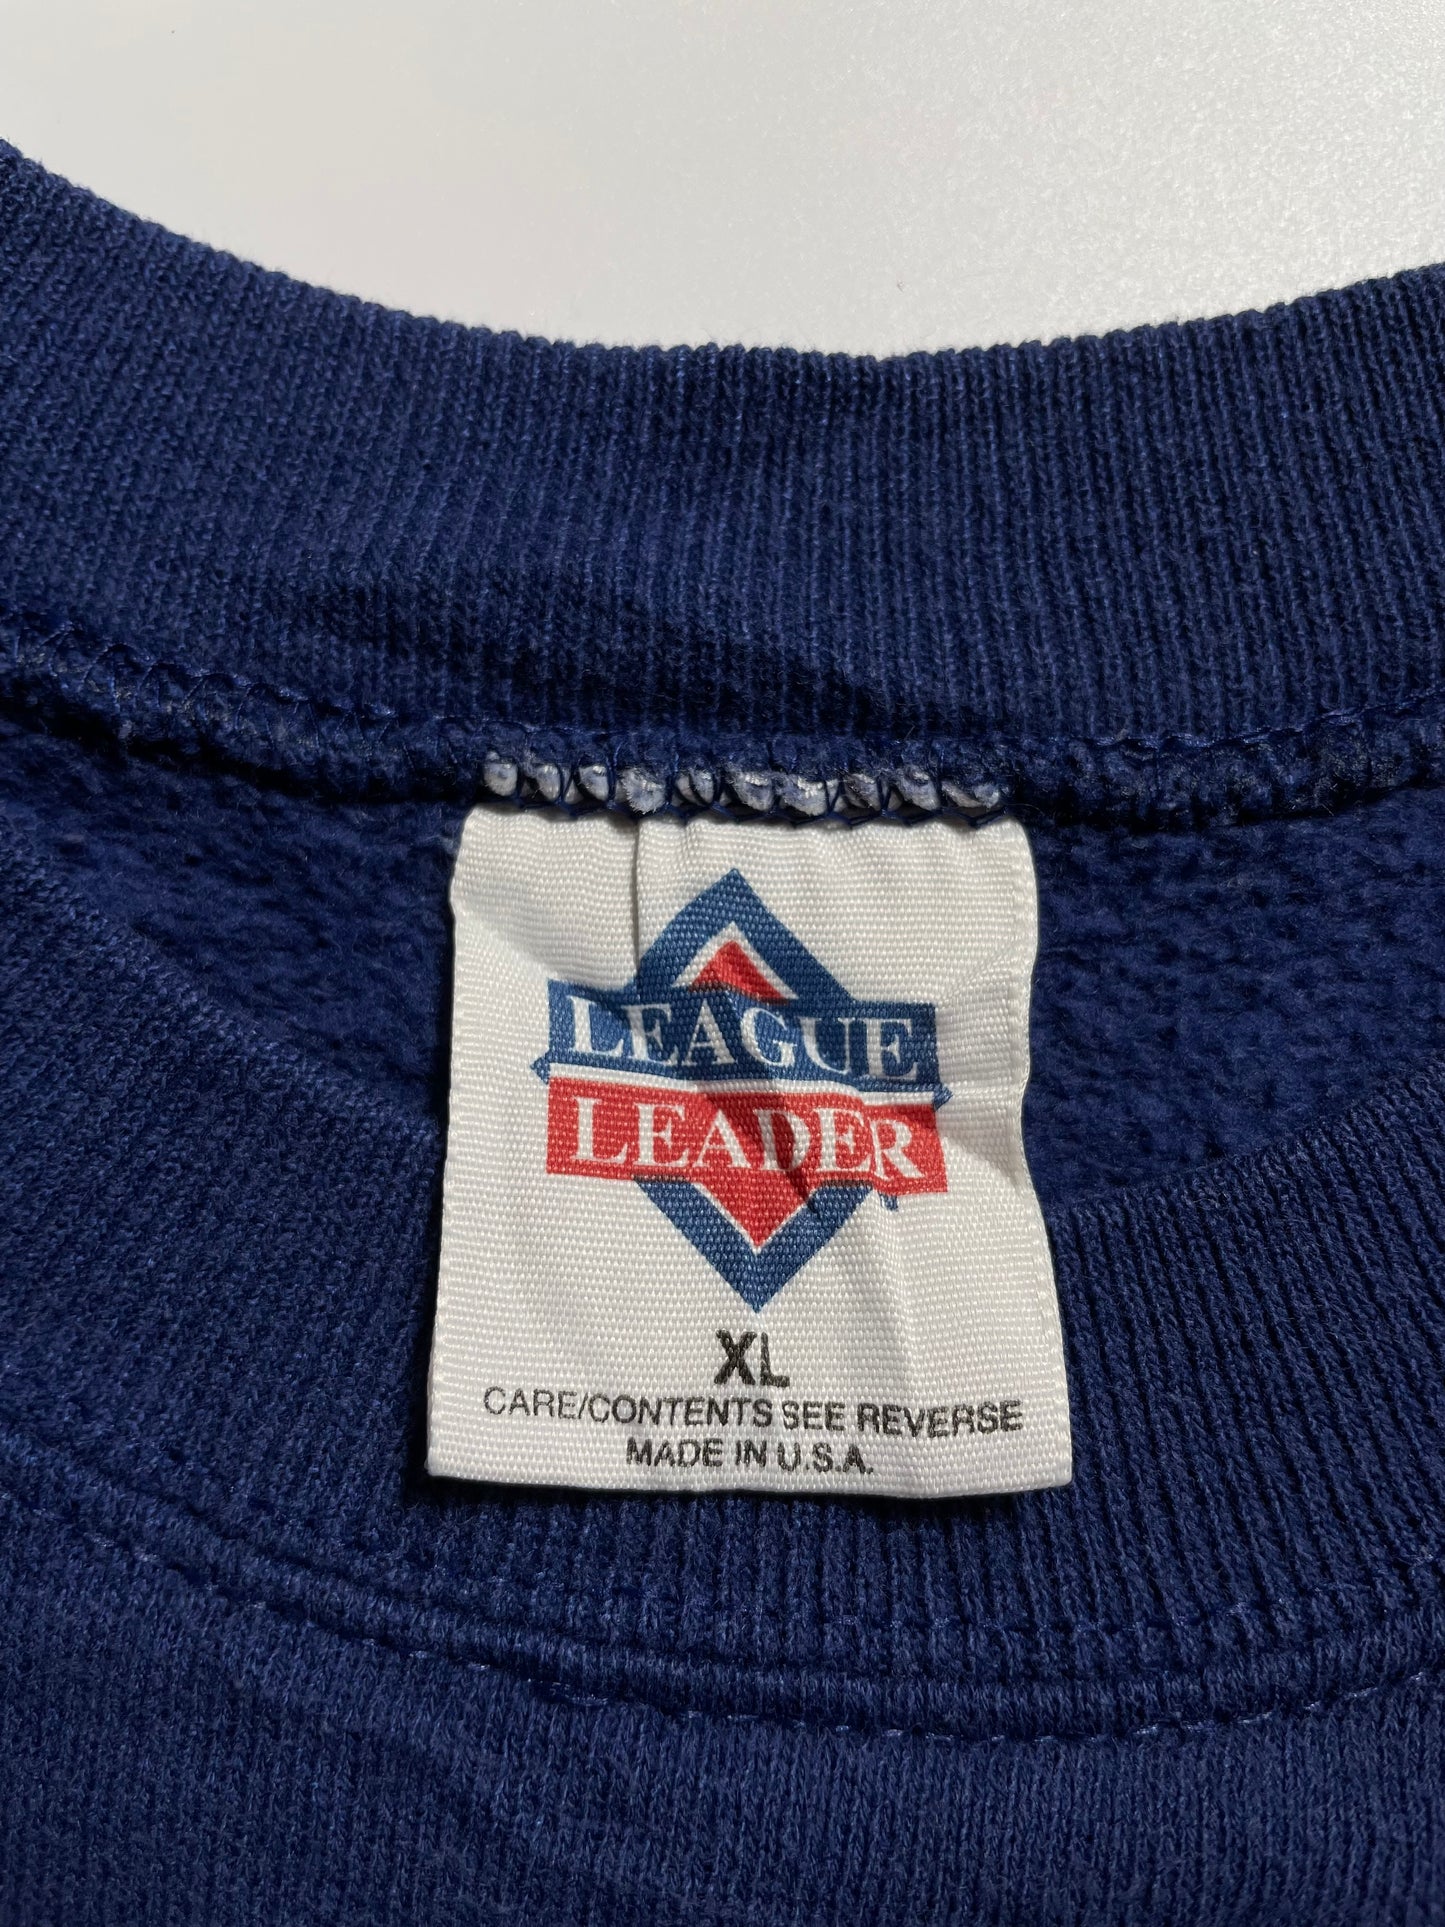 LEAGUE
LEADER
XL
CARE/CONTENTS SEE REVERSE
MADE IN U.S.A.